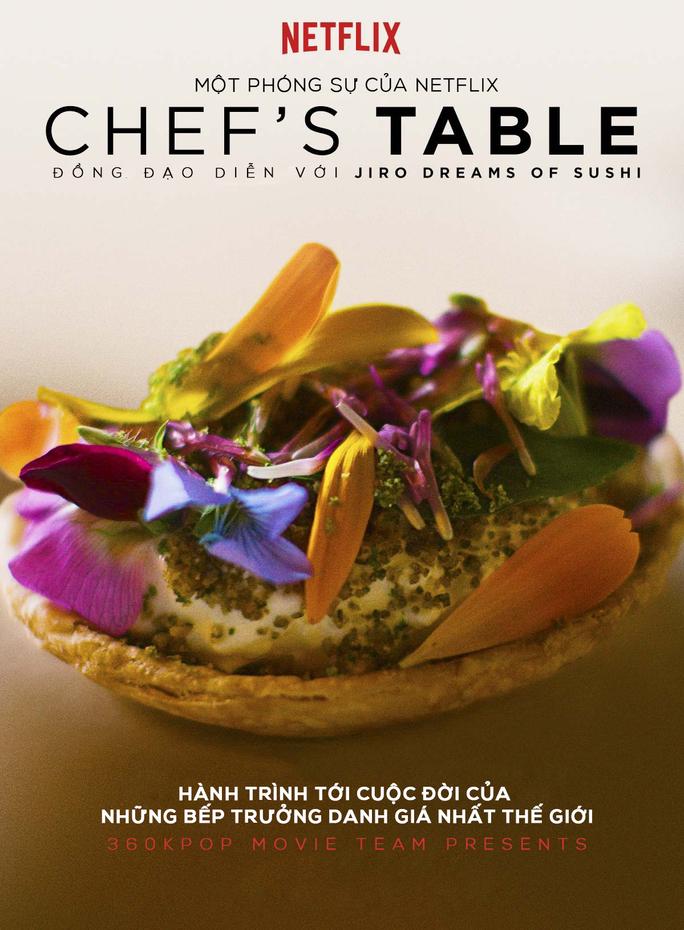 NETFLIX
MỘT PHÓNG SỰ CỦA NETFLIX
CHEF'S TABLE
ĐỒNG ĐẠO DIỄN VỚI JIRO DREAMS OF SUSHI
HÀNH TRÌNH TỚI CUỘC ĐỜI CỦA
NHỮNG BẾP TRƯỞNG DANH GIÁ NHẤT THẾ GIỚI
360KPOP MOVIE TEAM PRESENTS